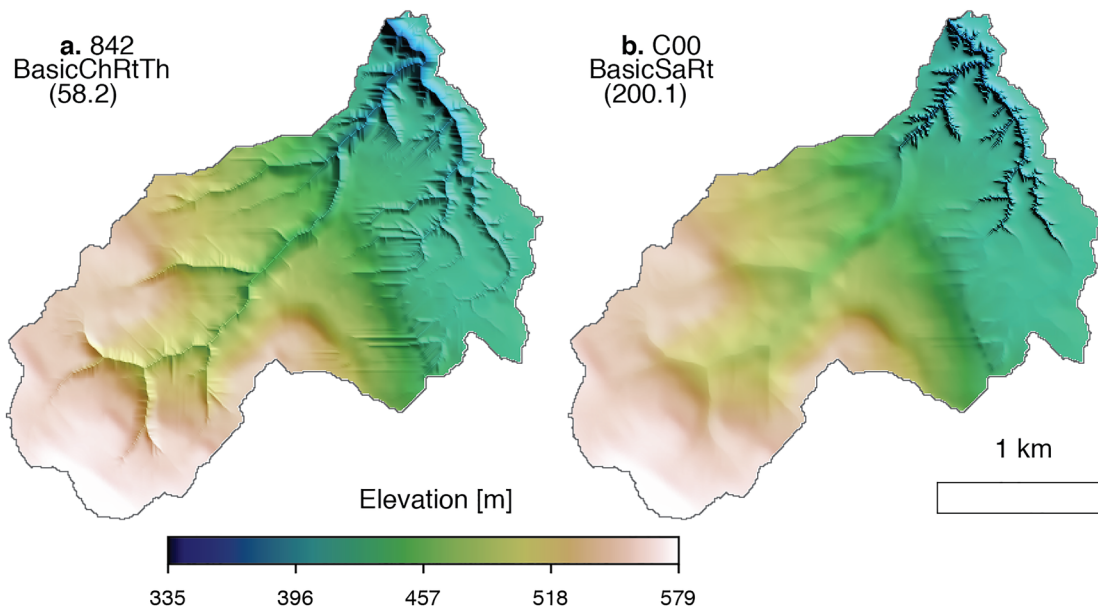 a. 842
BasicChRtTh
(58.2)
b. C00
BasicSaRt
(200.1)
1 km
Elevation [m]
335 396 457 518 579